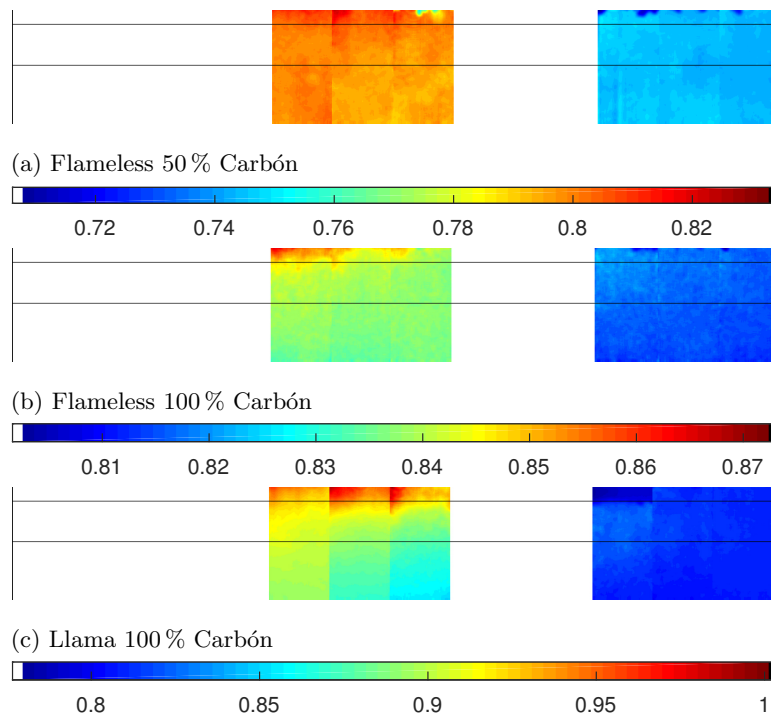 (a) Flameless 50 % Carbón
0.72 0.74 0.76 0.78 0.8 0.82
(b) Flameless 100 % Carbón
0.81 0.82 0.83 0.84 0.85 0.86 0.87
(c) Llama 100 % Carbón
0.8 0.85 0.9 0.95 1